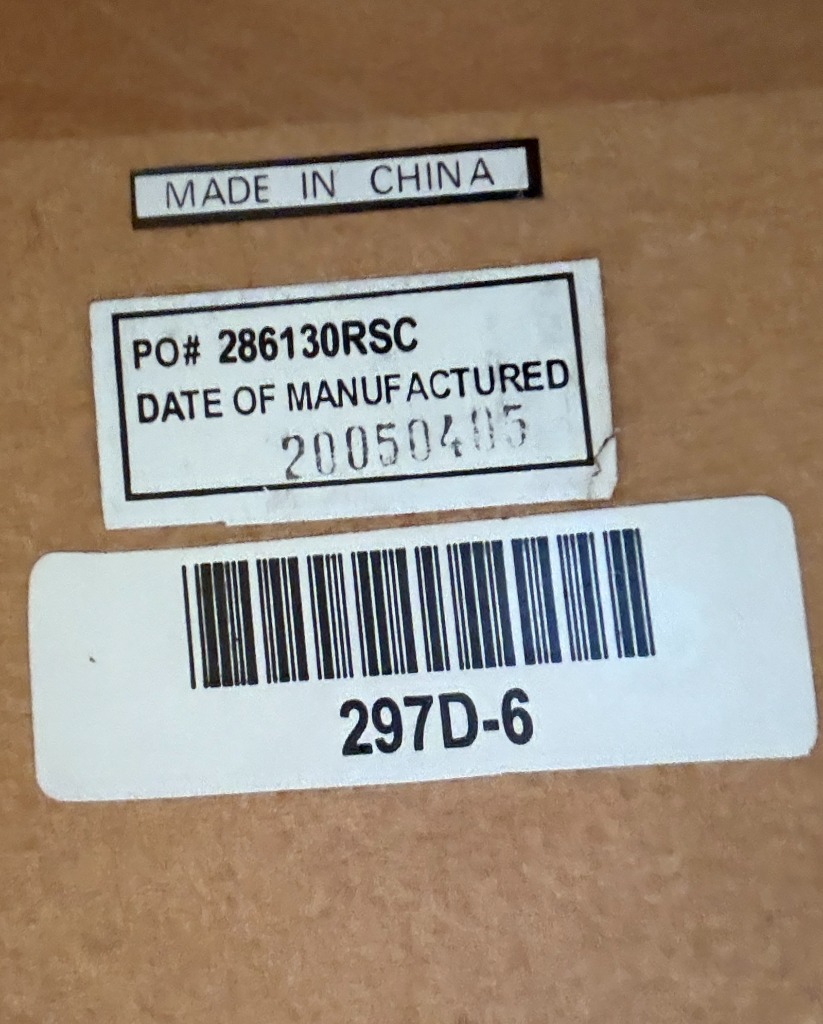 MADE IN CHINA
PO# 286130RSC
DATE OF MANUFACTURED
20050405
297D-6